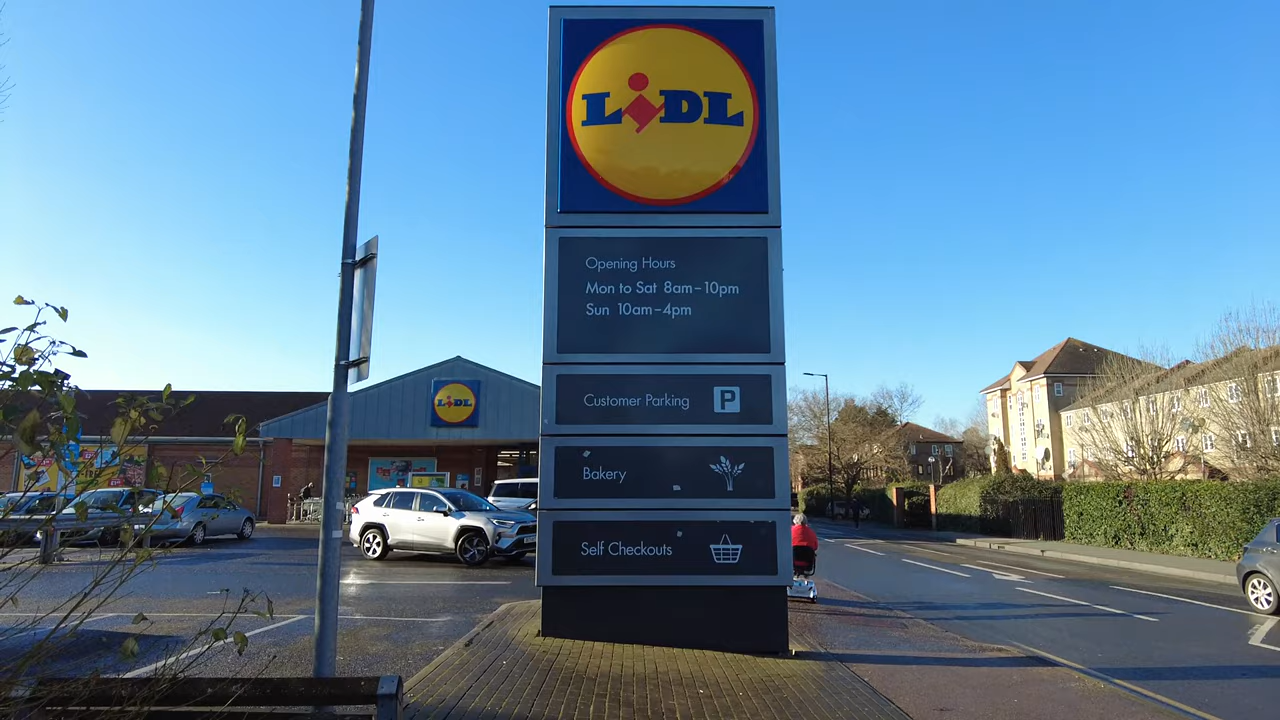 LIDL
Opening Hours
Mon to Sat 8am–10pm
Sun 10am–4pm
Customer Parking P
Bakery
Self Checkouts
LIDL